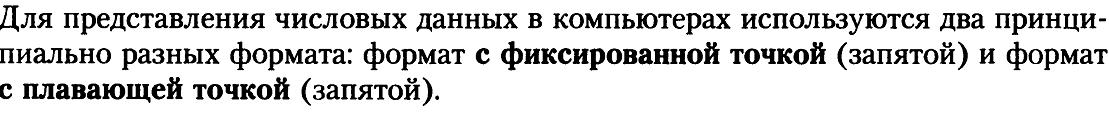 Для представления числовых данных в компьютерах используются два принци-
пиально разных формата: формат с фиксированной точкой (запятой) и формат
с плавающей точкой (запятой).